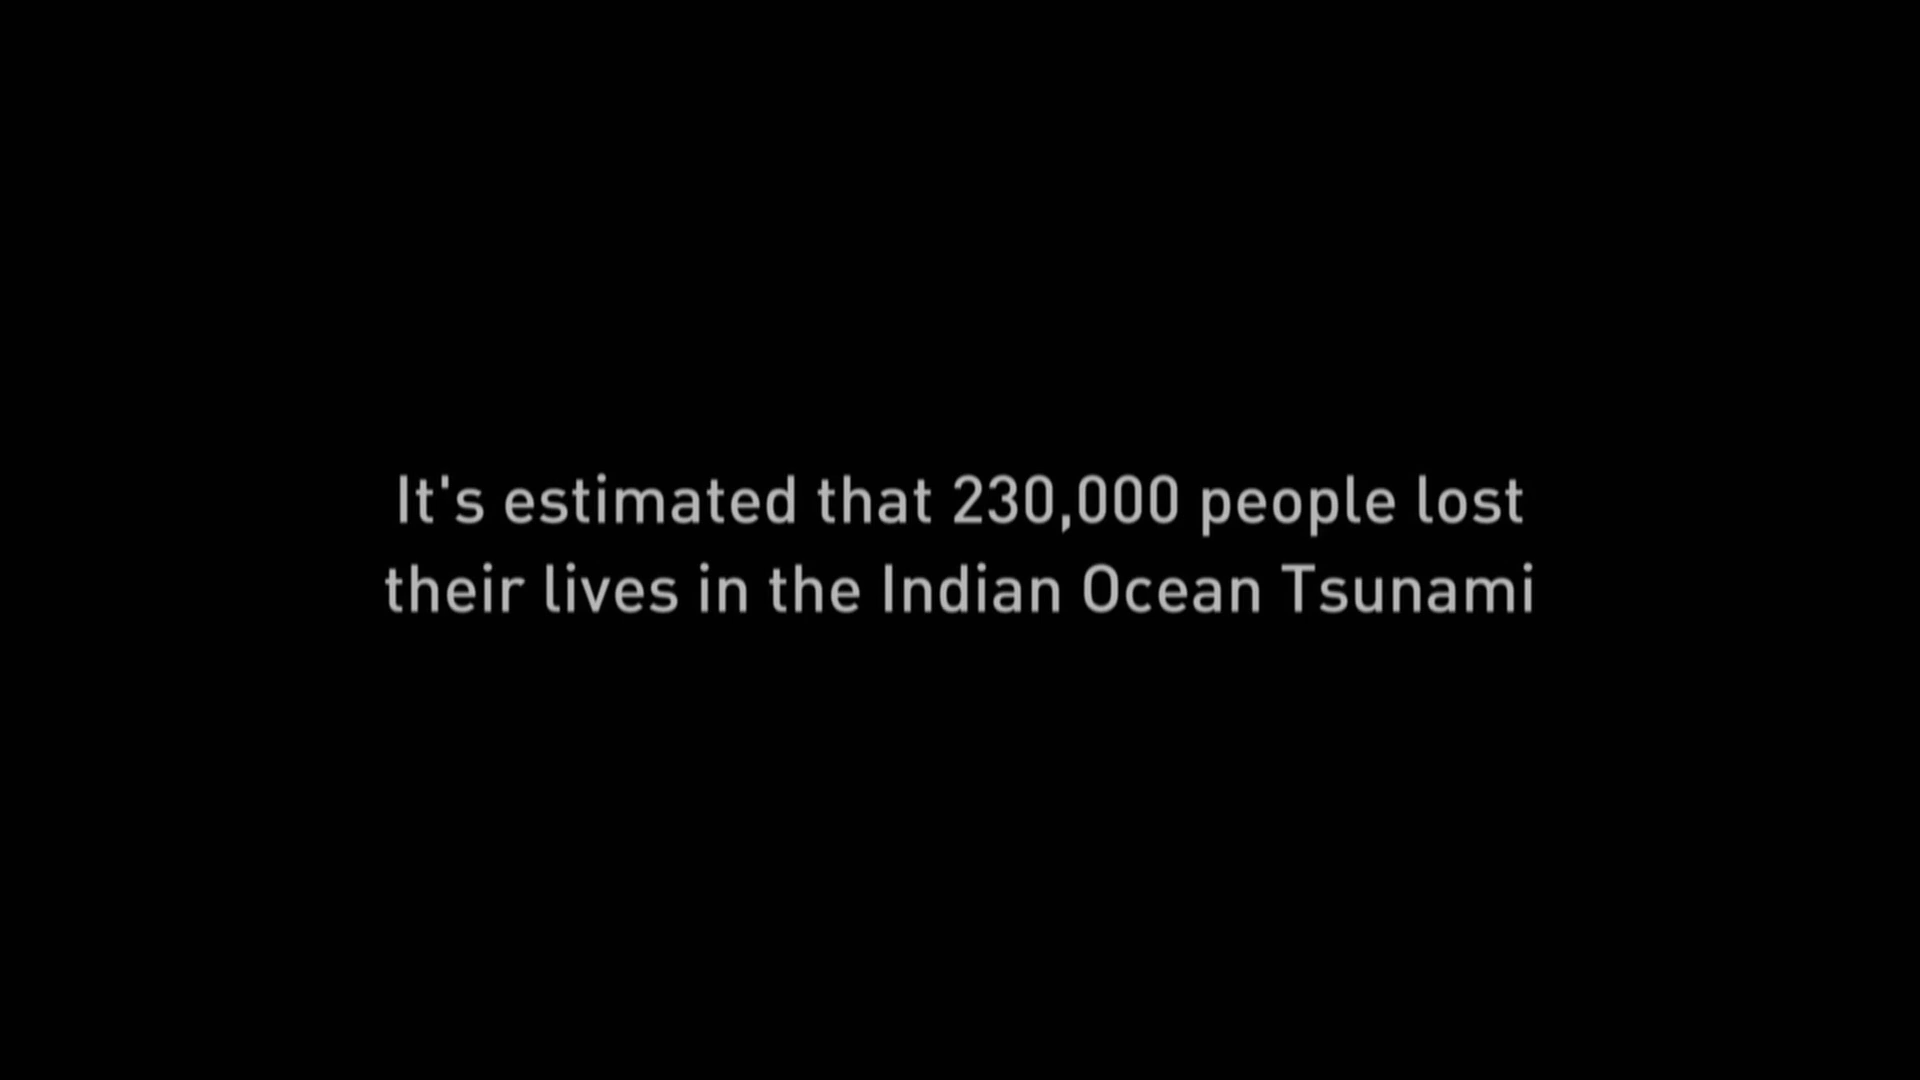 It's estimated that 230,000 people lost
their lives in the Indian Ocean Tsunami